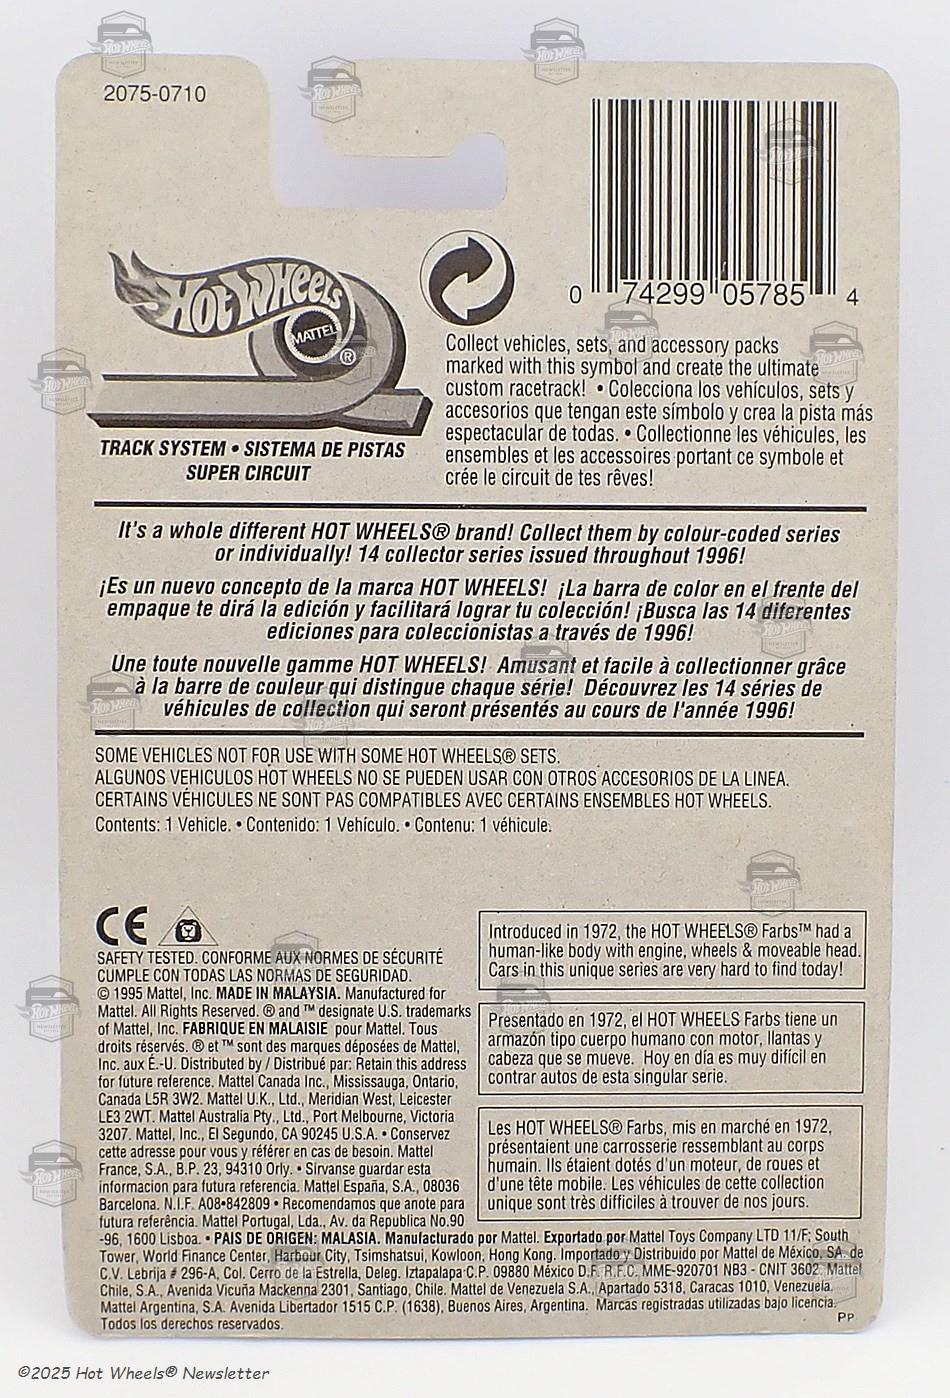 2075-0710
0 74299 05785 4
HOT WHEELS
MATTEL
®
TRACK SYSTEM • SISTEMA DE PISTAS
SUPER CIRCUIT
Collect vehicles, sets, and accessory packs
marked with this symbol and create the ultimate
custom racetrack! • Colecciona los vehículos, sets y
accesorios que tengan este símbolo y crea la pista más
espectacular de todas. • Collectionne les véhicules, les
ensembles et les accessoires portant ce symbole et
crée le circuit de tes rêves!
It's a whole different HOT WHEELS® brand! Collect them by colour-coded series
or individually! 14 collector series issued throughout 1996!
¡Es un nuevo concepto de la marca HOT WHEELS! ¡La barra de color en el frente del
empaque te dirá la edición y facilitará lograr tu colección! ¡Busca las 14 diferentes
ediciones para coleccionistas a través de 1996!
Une toute nouvelle gamme HOT WHEELS! Amusant et facile à collectionner grâce
à la barre de couleur qui distingue chaque série! Découvrez les 14 séries de
véhicules de collection qui seront présentés au cours de l'année 1996!
SOME VEHICLES NOT FOR USE WITH SOME HOT WHEELS® SETS.
ALGUNOS VEHICULOS HOT WHEELS NO SE PUEDEN USAR CON OTROS ACCESORIOS DE LA LINEA.
CERTAINS VÉHICULES NE SONT PAS COMPATIBLES AVEC CERTAINS ENSEMBLES HOT WHEELS.
Contents: 1 Vehicle. • Contenido: 1 Vehículo. • Contenu: 1 véhicule.
CE
SAFETY TESTED. CONFORME AUX NORMES DE SÉCURITÉ
CUMPLE CON TODAS LAS NORMAS DE SEGURIDAD.
© 1995 Mattel, Inc. MADE IN MALAYSIA. Manufactured for
Mattel. All Rights Reserved. ® and ™ designate U.S. trademarks
of Mattel, Inc. FABRIQUE EN MALAISIE pour Mattel. Tous
droits réservés. ® et ™ sont des marques déposées de Mattel,
Inc. aux É.-U. Distributed by / Distribué par: Retain this address
for future reference. Mattel Canada Inc., Mississauga, Ontario,
Canada L5R 3W2. Mattel U.K., Ltd., Meridian West, Leicester
LE3 2WT. Mattel Australia Pty., Ltd., Port Melbourne, Victoria
3207. Mattel, Inc., El Segundo, CA 90245 U.S.A. • Conservez
cette adresse pour vous y référer en cas de besoin. Mattel
France, S.A., B.P. 23, 94310 Orly. • Sirvanse guardar esta
informacion para futura referencia. Mattel España, S.A., 08036
Barcelona. N.I.F. A08•842809 • Recomendamos que anote para
futura referência. Mattel Portugal, Lda., Av. da Republica No.90
-96, 1600 Lisboa. • PAIS DE ORIGEN: MALASIA. Manufacturado por Mattel. Exportado por Mattel Toys Company LTD 11/F; South
Tower, World Finance Center, Harbour City, Tsimshatsui, Kowloon, Hong Kong. Importado y Distribuido por Mattel de México, SA. de
C.V. Lebrija # 296-A, Col. Cerro de la Estrella, Deleg. Iztapalapa C.P. 09880 México D.F. R.F.C. MME-920701 NB3 - CNIT 3602. Mattel
Chile, S.A., Avenida Vicuña Mackenna 2301, Santiago, Chile. Mattel de Venezuela S.A., Apartado 5318, Caracas 1010, Venezuela.
Mattel Argentina, S.A. Avenida Libertador 1515 C.P. (1638), Buenos Aires, Argentina. Marcas registradas utilizadas bajo licencia.
Todos los derechos reservados.
PP
Introduced in 1972, the HOT WHEELS® Farbs™ had a
human-like body with engine, wheels & moveable head.
Cars in this unique series are very hard to find today!
Presentado en 1972, el HOT WHEELS Farbs tiene un
armazón tipo cuerpo humano con motor, llantas y
cabeza que se mueve. Hoy en día es muy difícil en
contrar autos de esta singular serie.
Les HOT WHEELS® Farbs, mis en marché en 1972,
présentaient une carrosserie ressemblant au corps
humain. Ils étaient dotés d'un moteur, de roues et
d'une tête mobile. Les véhicules de cette collection
unique sont très difficiles à trouver de nos jours.
©2025 Hot Wheels® Newsletter